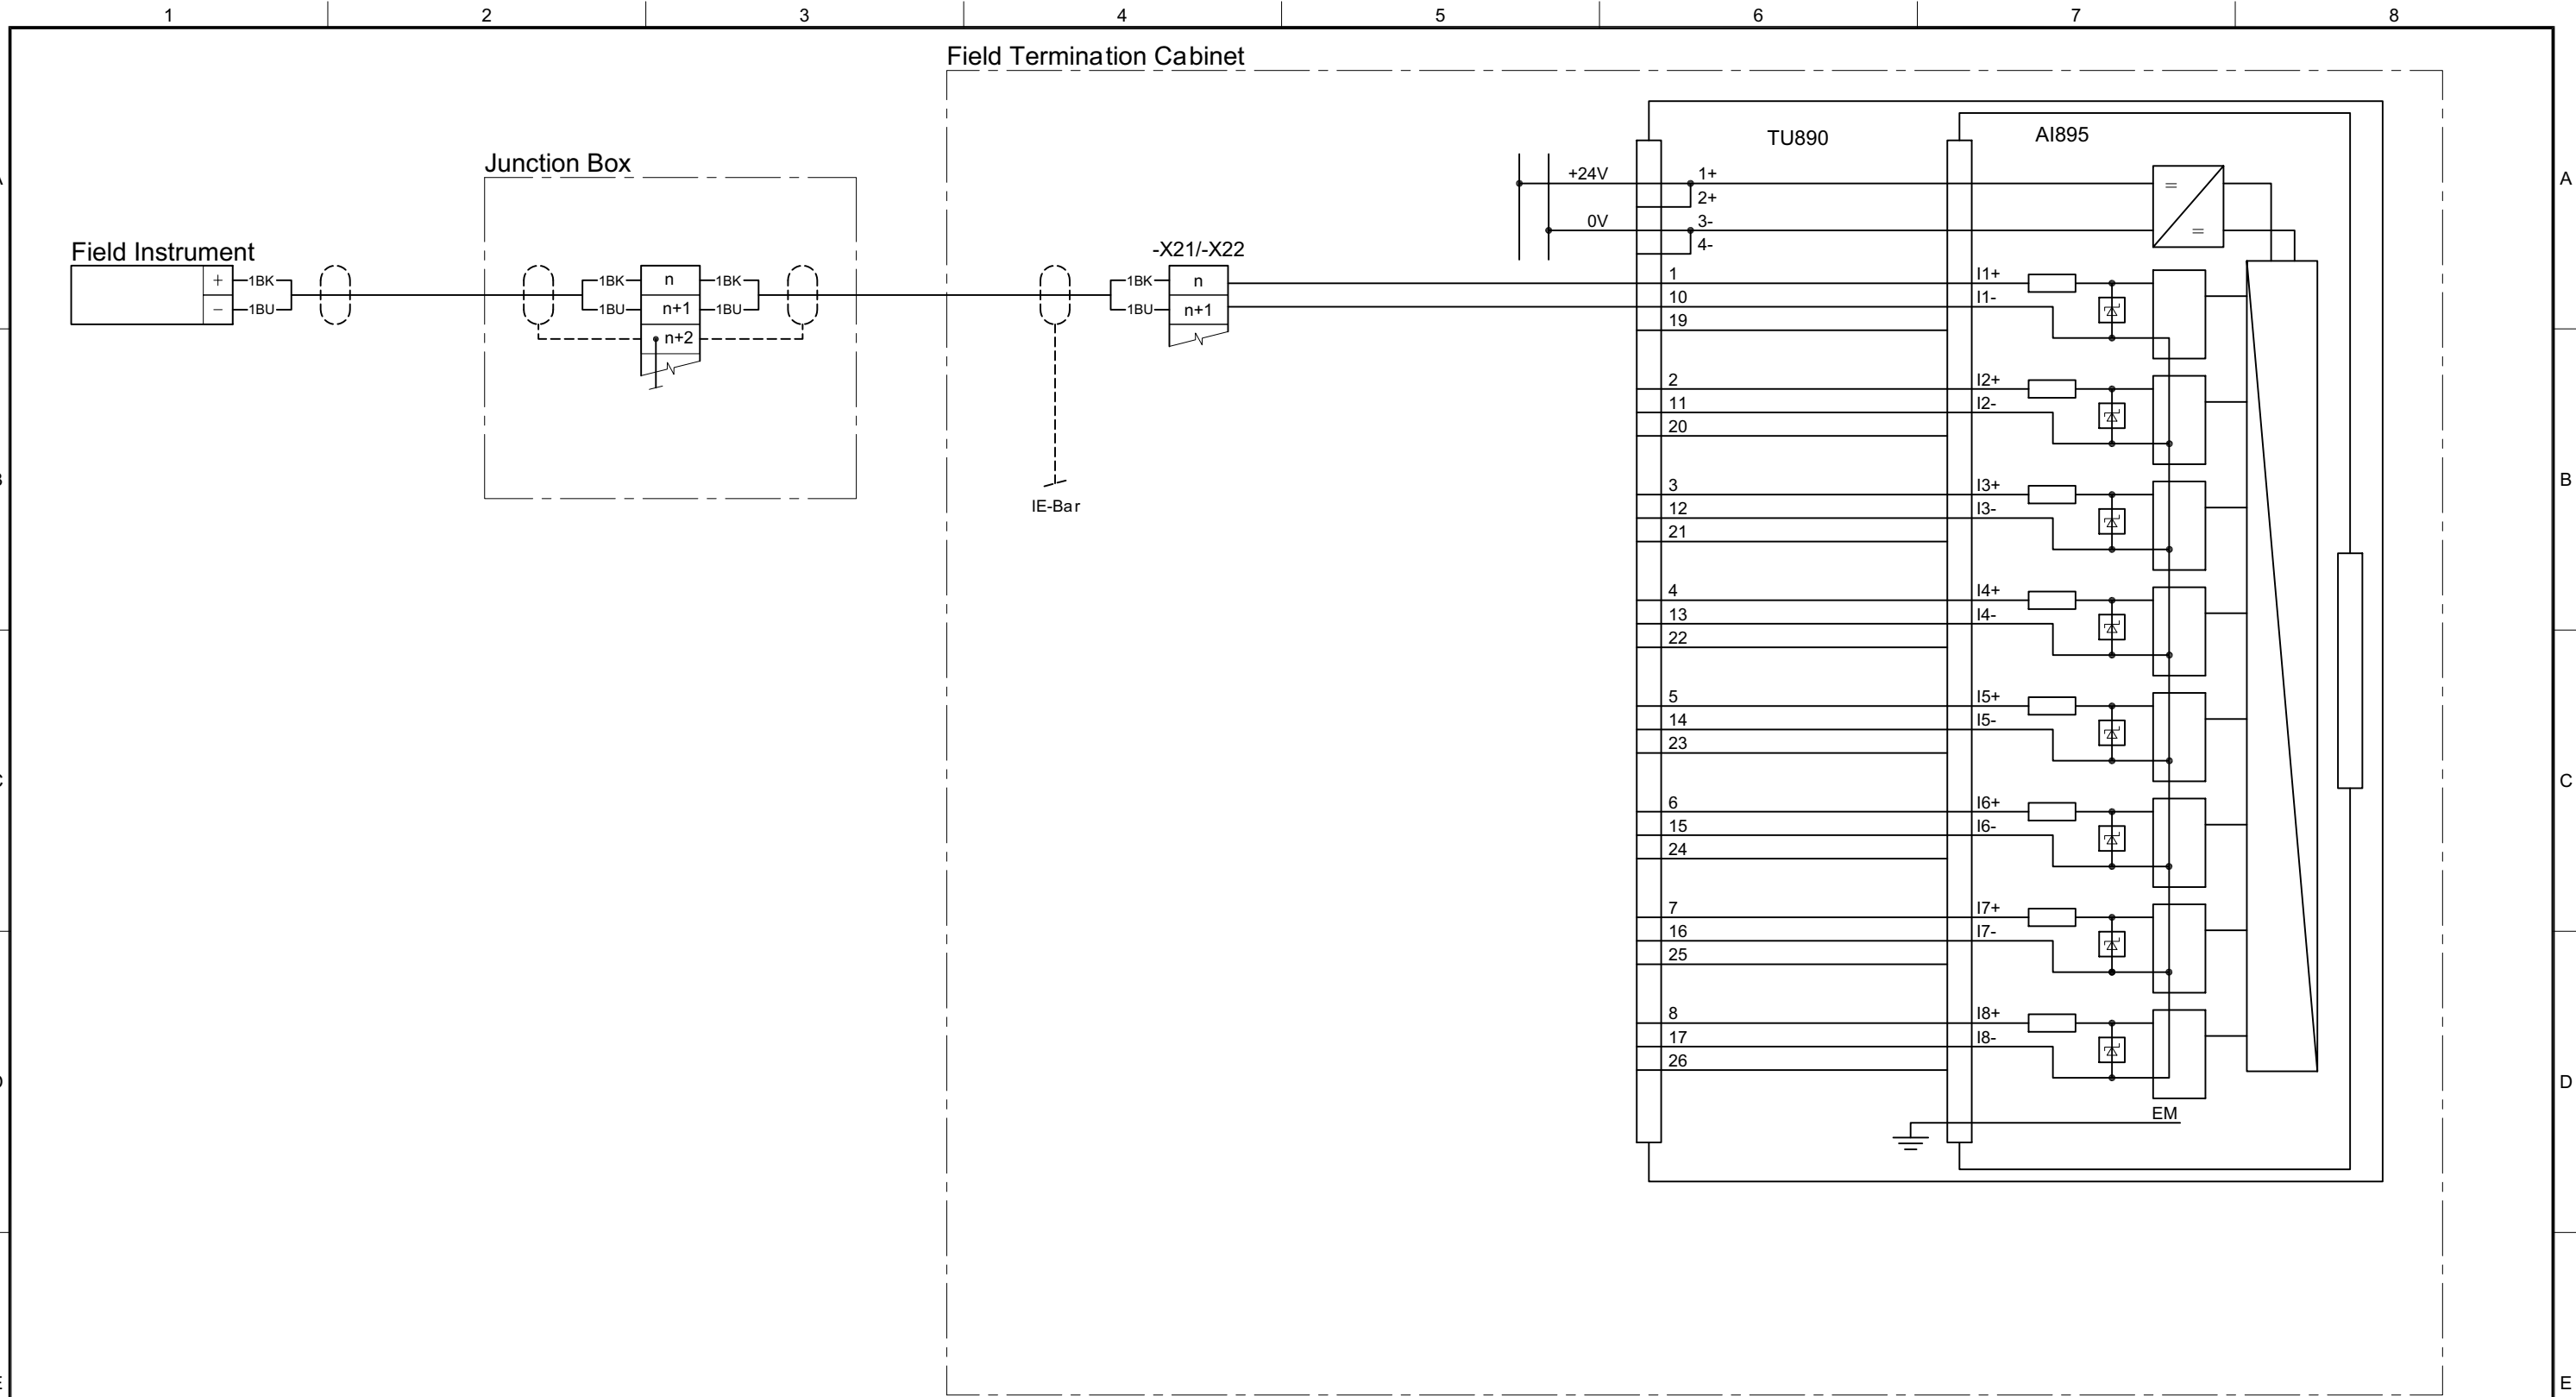 1 2 3 4 5 6 7 8
Field Termination Cabinet
TU890
AI895
Junction Box
+24V
1+
2+
0V
3-
4-
A
Field Instrument
-X21/-X22
+ 1BK
− 1BU
1BK n 1BK
1BU n+1 1BU
n+2
1BK n
1BU n+1
IE-Bar
1 I1+
10 I1-
19
2 I2+
11 I2-
20
B
3 I3+
12 I3-
21
4 I4+
13 I4-
22
5 I5+
14 I5-
23
C
6 I6+
15 I6-
24
7 I7+
16 I7-
25
8 I8+
17 I8-
26
D
EM
E